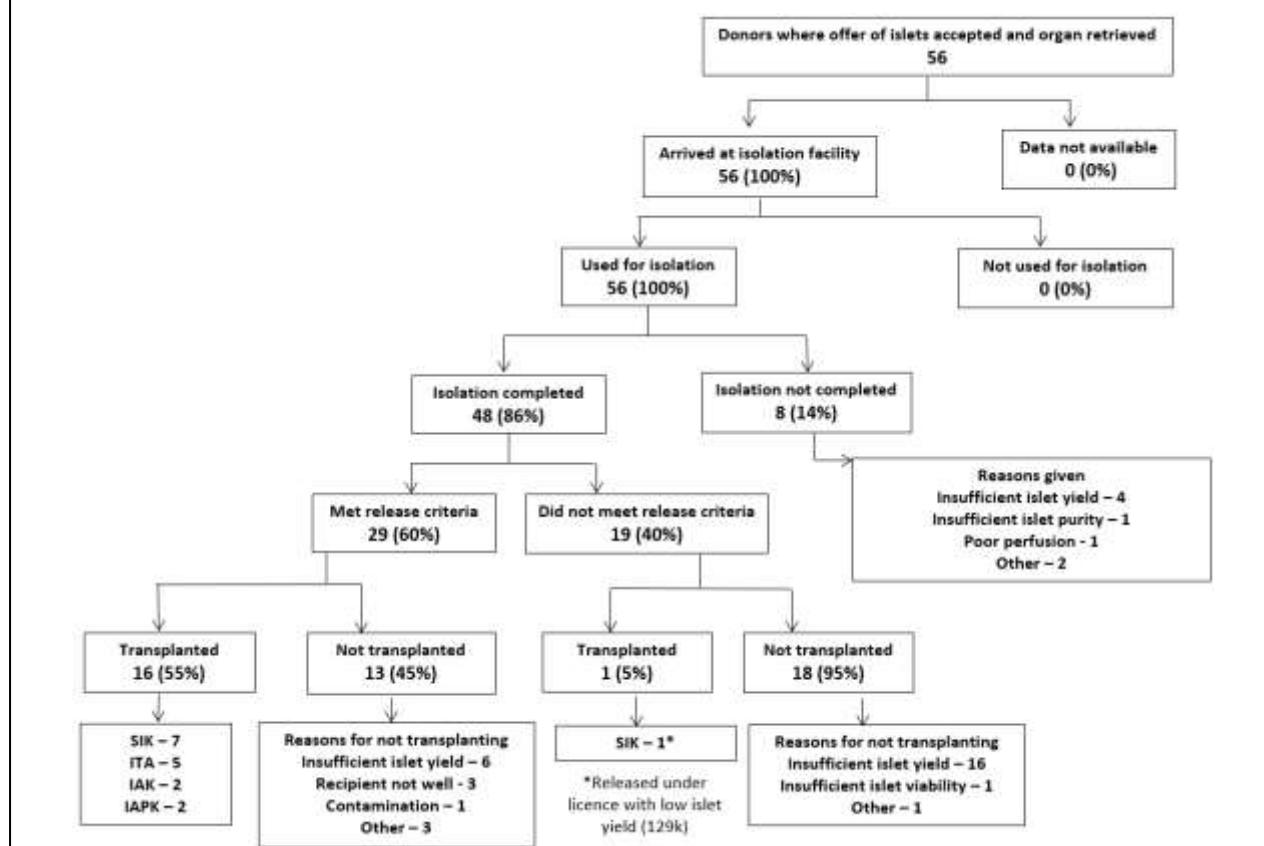 Donors where offer of islets accepted and organ retrieved
56
Arrived at isolation facility
56 (100%)
Data not available
0 (0%)
Used for isolation
56 (100%)
Not used for isolation
0 (0%)
Isolation completed
48 (86%)
Isolation not completed
8 (14%)
Reasons given
Insufficient islet yield – 4
Insufficient islet purity – 1
Poor perfusion - 1
Other – 2
Met release criteria
29 (60%)
Did not meet release criteria
19 (40%)
Transplanted
16 (55%)
Not transplanted
13 (45%)
Transplanted
1 (5%)
Not transplanted
18 (95%)
SIK – 7
ITA – 5
IAK – 2
IAPK – 2
Reasons for not transplanting
Insufficient islet yield – 6
Recipient not well - 3
Contamination – 1
Other – 3
SIK – 1*
*Released under
licence with low islet
yield (129k)
Reasons for not transplanting
Insufficient islet yield – 16
Insufficient islet viability – 1
Other – 1